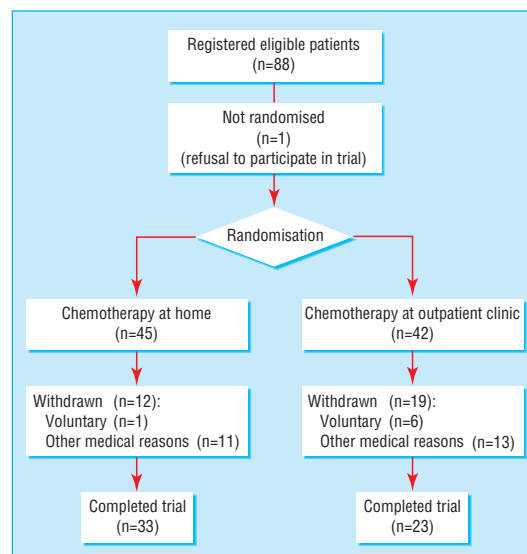 Registered eligible patients
(n=88)
Not randomised
(n=1)
(refusal to participate in trial)
Randomisation
Chemotherapy at home
(n=45)
Chemotherapy at outpatient clinic
(n=42)
Withdrawn (n=12):
Voluntary (n=1)
Other medical reasons (n=11)
Withdrawn (n=19):
Voluntary (n=6)
Other medical reasons (n=13)
Completed trial
(n=33)
Completed trial
(n=23)